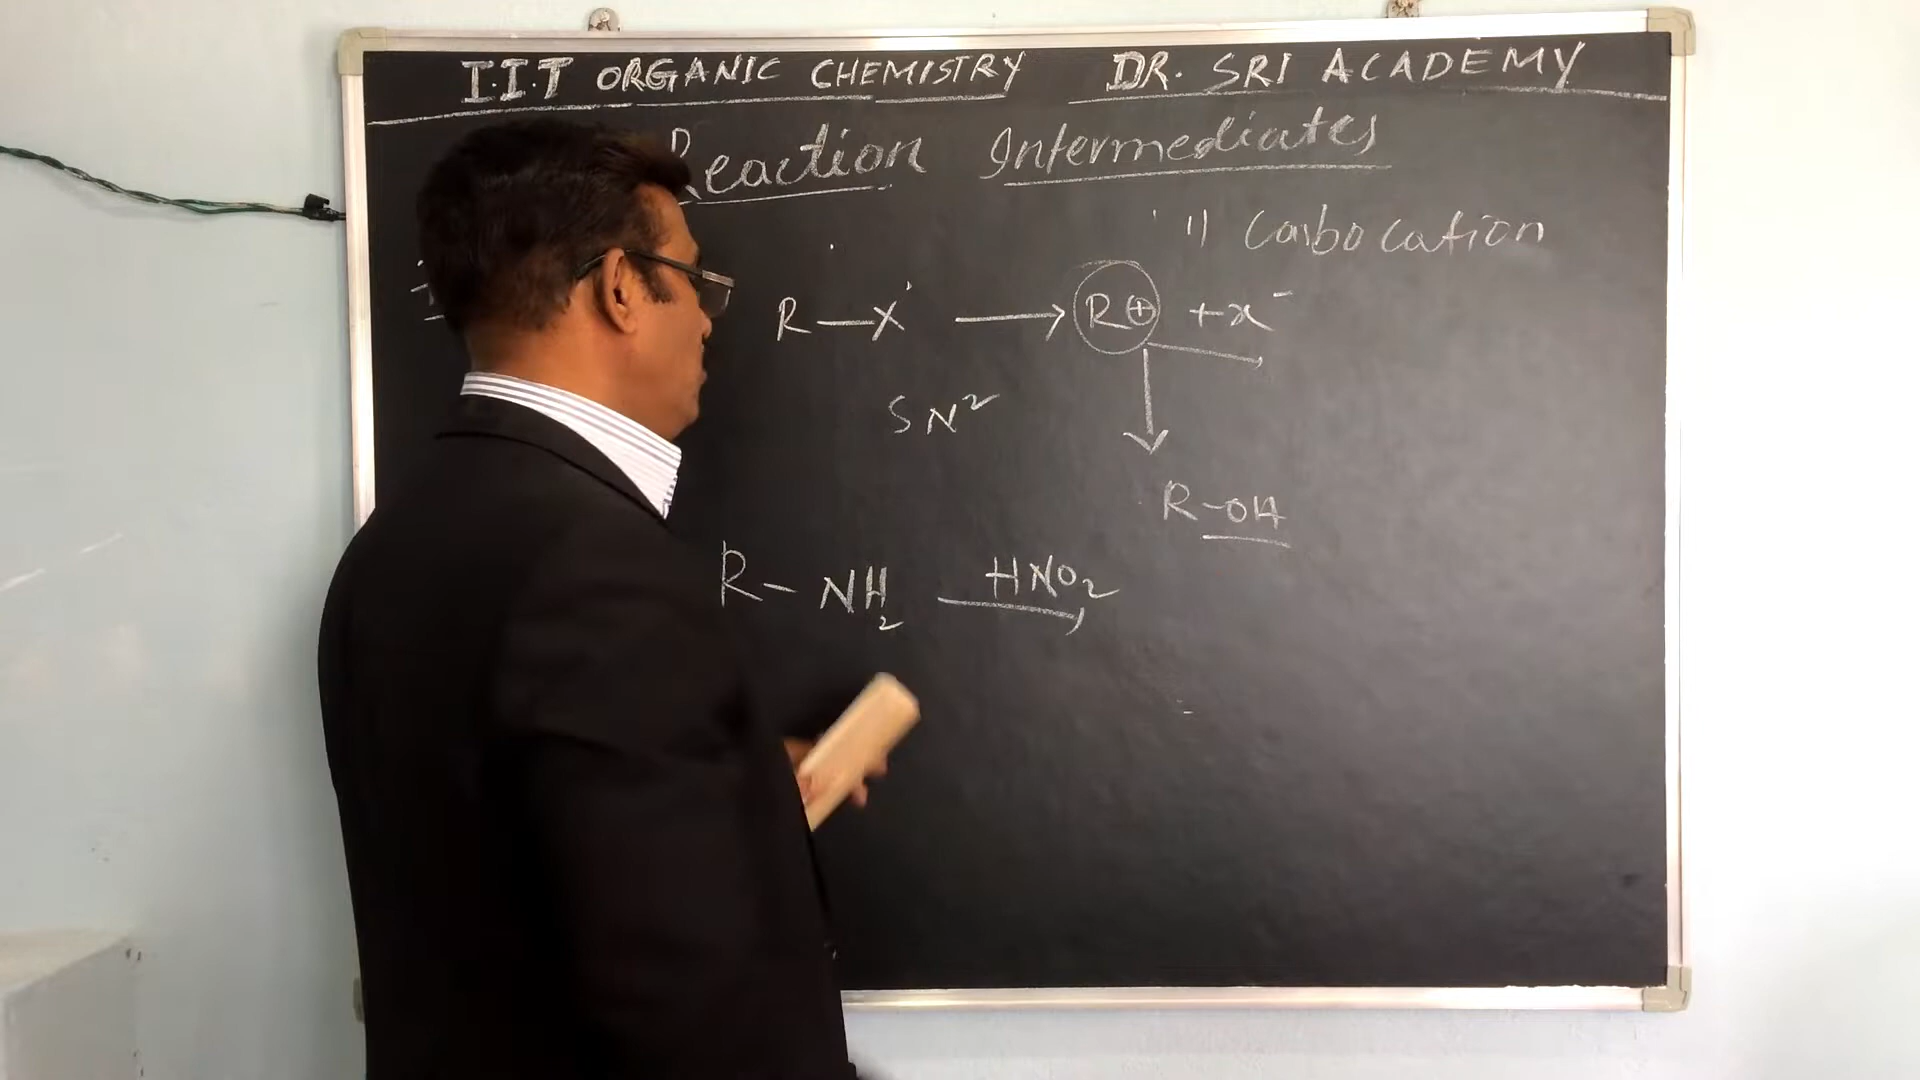 I.I.T ORGANIC CHEMISTRY DR. SRI ACADEMY
Reaction Intermediates
1) Carbocation
R—X ⟶ R⊕ + x⁻
SN²
R-OH
R-NH₂ HNO₂ ⟶